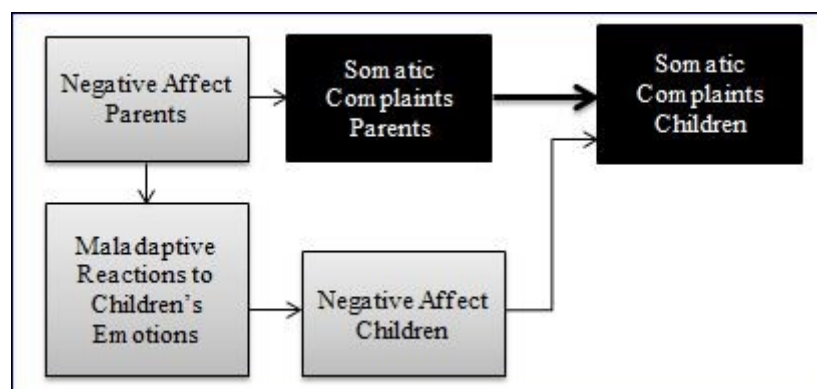 Negative Affect
Parents
Somatic
Complaints
Parents
Somatic
Complaints
Children
Maladaptive
Reactions to
Children's
Emotions
Negative Affect
Children